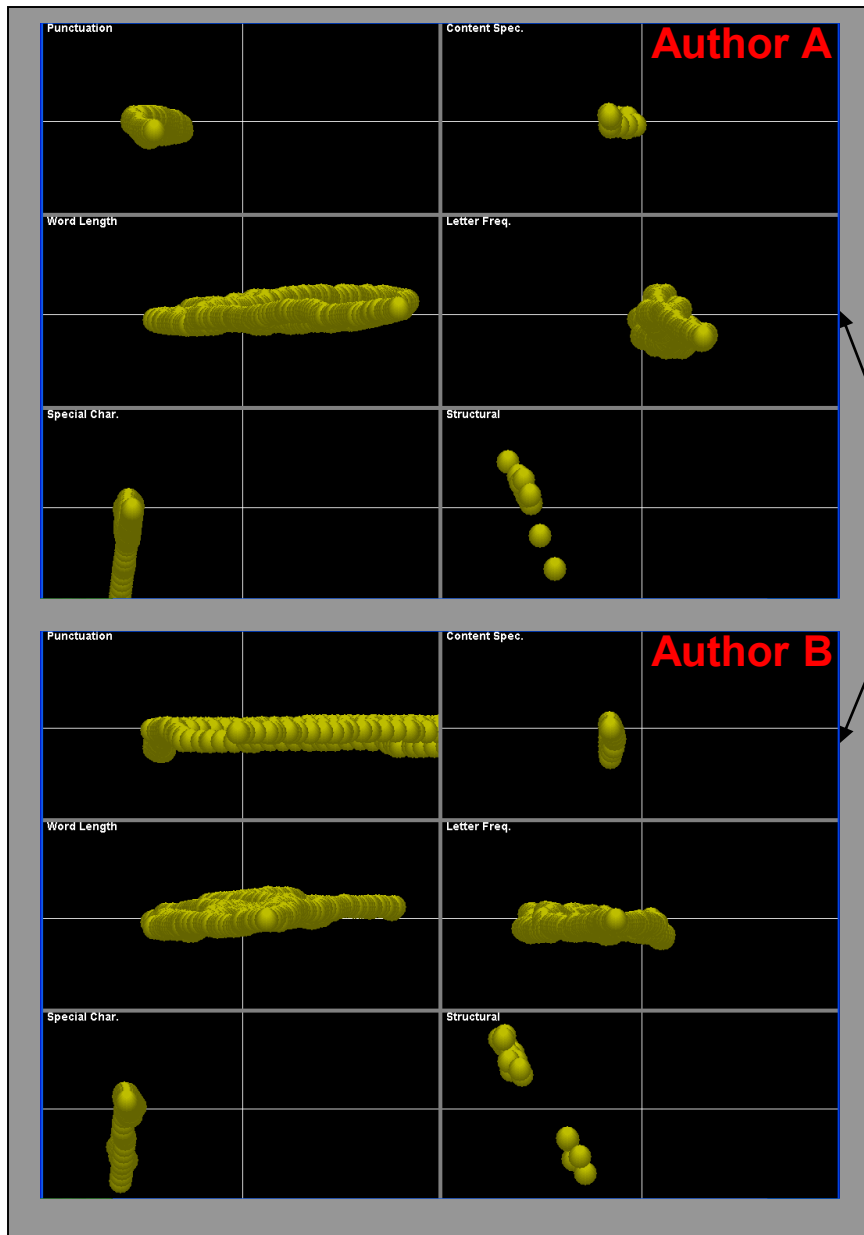 Punctuation
Content Spec.
Author A
Word Length
Letter Freq.
Special Char.
Structural
Punctuation
Content Spec.
Author B
Word Length
Letter Freq.
Special Char.
Structural